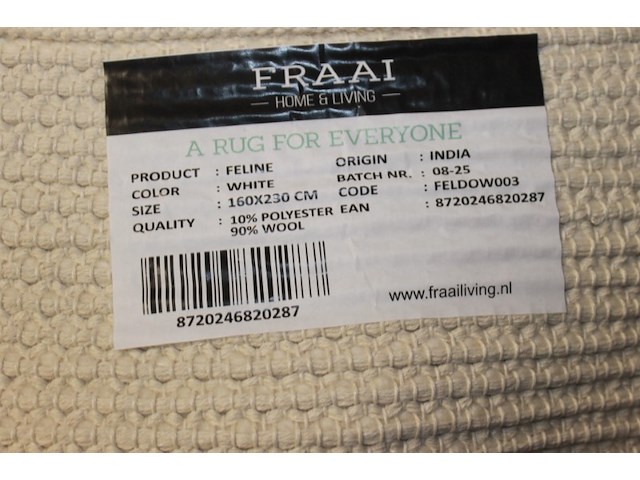 FRAAI
HOME & LIVING
A RUG FOR EVERYONE
PRODUCT : FELINE
COLOR : WHITE
SIZE : 160X230 CM
QUALITY : 10% POLYESTER
90% WOOL
ORIGIN : INDIA
BATCH NR. : 08-25
CODE : FELDOW003
EAN : 8720246820287
8720246820287
www.fraailiving.nl